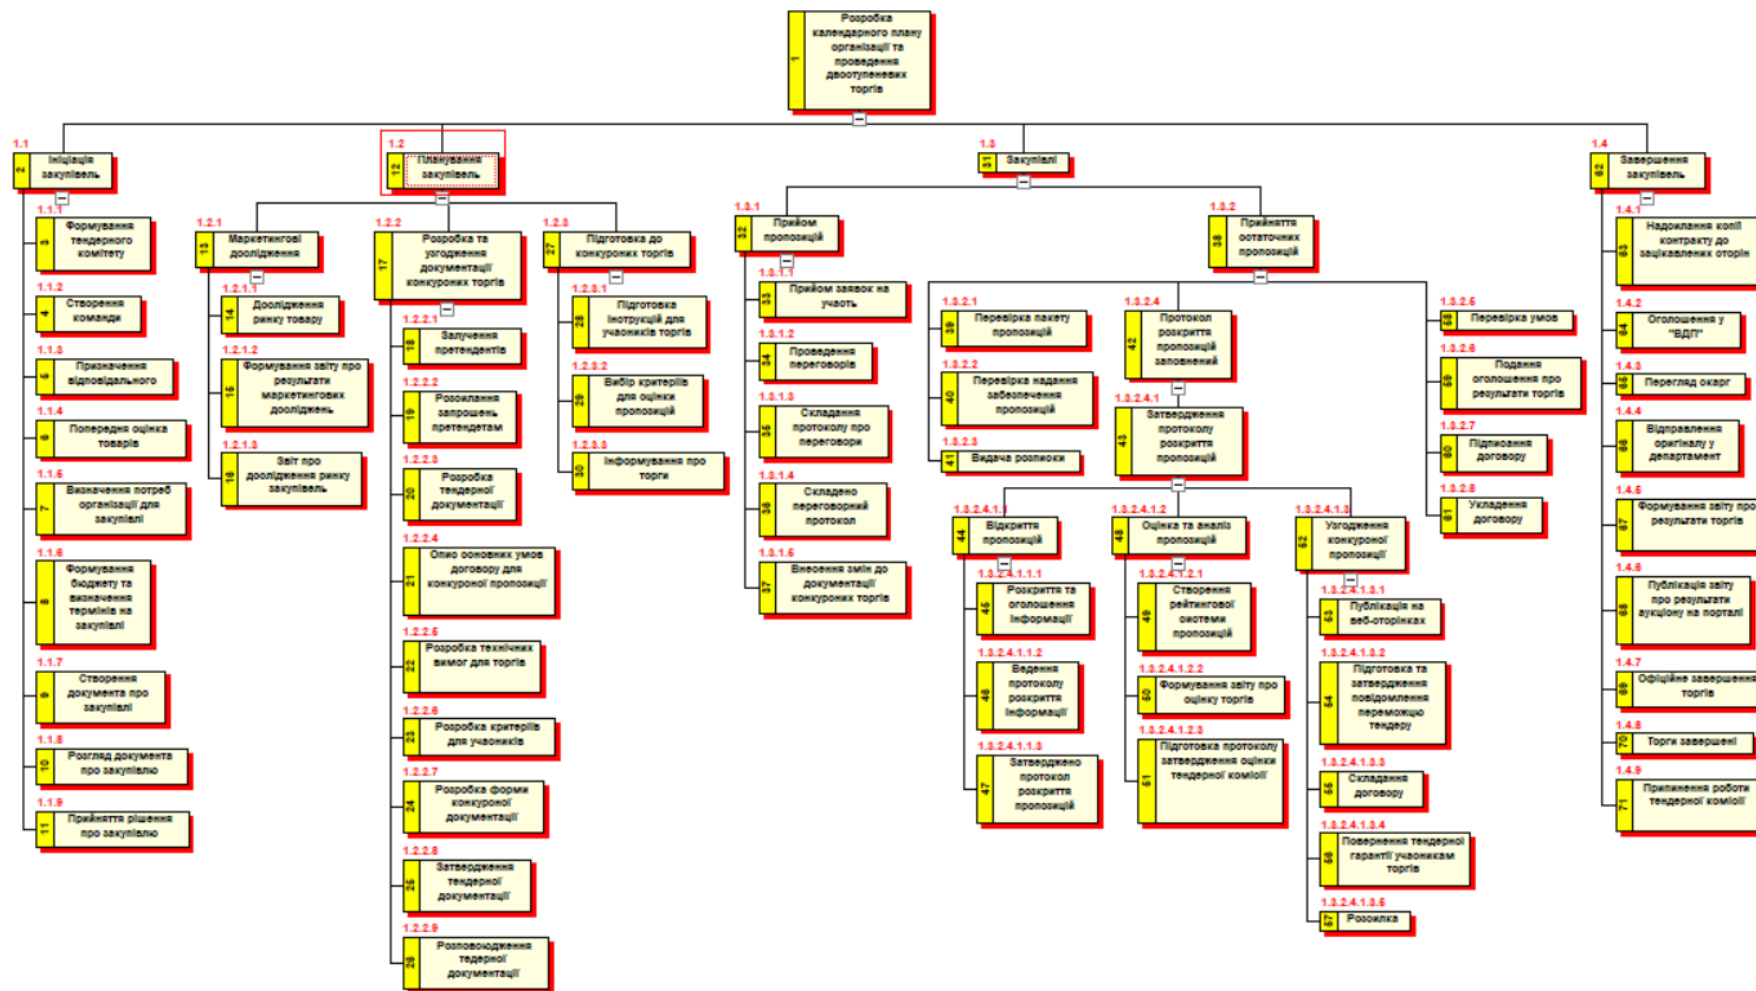 1
Розробка
календарного плану
організації та
проведення
двоступеневих
торгів
1.1
2
Ініціація
закупівель
1.1.1
3
Формування
тендерного
комітету
1.1.2
4
Створення
команди
1.1.3
5
Призначення
відповідального
1.1.4
6
Попередня оцінка
товарів
1.1.5
7
Визначення потреб
організації для
закупівлі
1.1.6
8
Формування
бюджету та
визначення
термінів на
закупівлі
1.1.7
9
Створення
документа про
закупівлі
1.1.8
10
Розгляд документа
про закупівлю
1.1.9
11
Прийняття рішення
про закупівлю
1.2
12
Планування
закупівель
1.2.1
13
Маркетингові
дослідження
1.2.1.1
14
Дослідження
ринку товару
1.2.1.2
15
Формування звіту про
результати
маркетингових
досліджень
1.2.1.3
16
Звіт про
дослідження ринку
закупівель
1.2.2
17
Розробка та
узгодження
документації
конкурсних торгів
1.2.2.1
18
Залучення
претендентів
1.2.2.2
19
Розсилання
запрошень
претендетам
1.2.2.3
20
Розробка
тендерної
документації
1.2.2.4
21
Опис основних умов
договору для
конкурсної пропозиції
1.2.2.5
22
Розробка технічних
вимог для торгів
1.2.2.6
23
Розробка критеріїв
для учасників
1.2.2.7
24
Розробка форми
конкурсної
документації
1.2.2.8
25
Затвердження
тендерної
документації
1.2.2.9
26
Розповсюдження
тедерної
документації
1.2.3
27
Підготовка до
конкурсних торгів
1.2.3.1
28
Підготовка
інструкцій для
учасників торгів
1.2.3.2
29
Вибір критеріїв
для оцінки
пропозицій
1.2.3.3
30
Інформування про
торги
1.3
31
Закупівлі
1.3.1
32
Прийом
пропозицій
1.3.1.1
33
Прийом заявок на
участь
1.3.1.2
34
Проведення
переговорів
1.3.1.3
35
Складання
протоколу про
переговори
1.3.1.4
36
Складено
переговорний
протокол
1.3.1.5
37
Внесення змін до
документації
конкурсних торгів
1.3.2
38
Прийняття
остаточних
пропозицій
1.3.2.1
39
Перевірка пакету
пропозицій
1.3.2.2
40
Перевірка надання
забезпечення
пропозицій
1.3.2.3
41
Видача розписки
1.3.2.4
42
Протокол
розкриття
пропозицій
заповнений
1.3.2.4.1
43
Затвердження
протоколу
розкриття
пропозицій
1.3.2.4.1.1
44
Відкриття
пропозицій
1.3.2.4.1.1.1
45
Розкриття та
оголошення
інформації
1.3.2.4.1.1.2
46
Ведення
протоколу
розкриття
інформації
1.3.2.4.1.1.3
47
Затверджено
протокол
розкриття
пропозицій
1.3.2.4.1.2
48
Оцінка та аналіз
пропозицій
1.3.2.4.1.2.1
49
Створення
рейтингової
системи
пропозицій
1.3.2.4.1.2.2
50
Формування звіту про
оцінку торгів
1.3.2.4.1.2.3
51
Підготовка протоколу
затвердження оцінки
тендерної комісії
1.3.2.4.1.3
52
Узгодження
конкурсної
пропозиції
1.3.2.4.1.3.1
53
Публікація на
веб-сторінках
1.3.2.4.1.3.2
54
Підготовка та
затвердження
повідомлення
переможцю
тендеру
1.3.2.4.1.3.3
55
Складання
договору
1.3.2.4.1.3.4
56
Повернення тендерної
гарантії учасникам
торгів
1.3.2.4.1.3.5
57
Розсилка
1.3.2.5
58
Перевірка умов
1.3.2.6
59
Подання
оголошення про
результати торгів
1.3.2.7
60
Підписання
договору
1.3.2.8
61
Укладення
договору
1.4
62
Завершення
закупівель
1.4.1
63
Надсилання копії
контракту до
зацікавлених сторін
1.4.2
64
Оголошення у
"ВДП"
1.4.3
65
Перегляд скарг
1.4.4
66
Відправлення
оригіналу у
департамент
1.4.5
67
Формування звіту про
результати торгів
1.4.6
68
Публікація звіту
про результати
аукціону на порталі
1.4.7
69
Офіційне завершення
торгів
1.4.8
70
Торги завершені
1.4.9
71
Припинення роботи
тендерної комісії